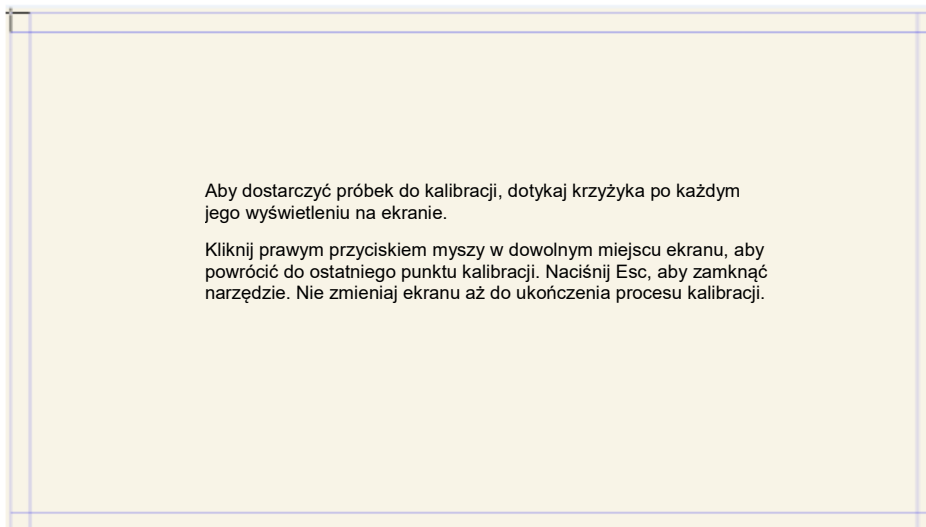 Aby dostarczyć próbek do kalibracji, dotykaj krzyżyka po każdym
jego wyświetleniu na ekranie.
Kliknij prawym przyciskiem myszy w dowolnym miejscu ekranu, aby
powrócić do ostatniego punktu kalibracji. Naciśnij Esc, aby zamknąć
narzędzie. Nie zmieniaj ekranu aż do ukończenia procesu kalibracji.